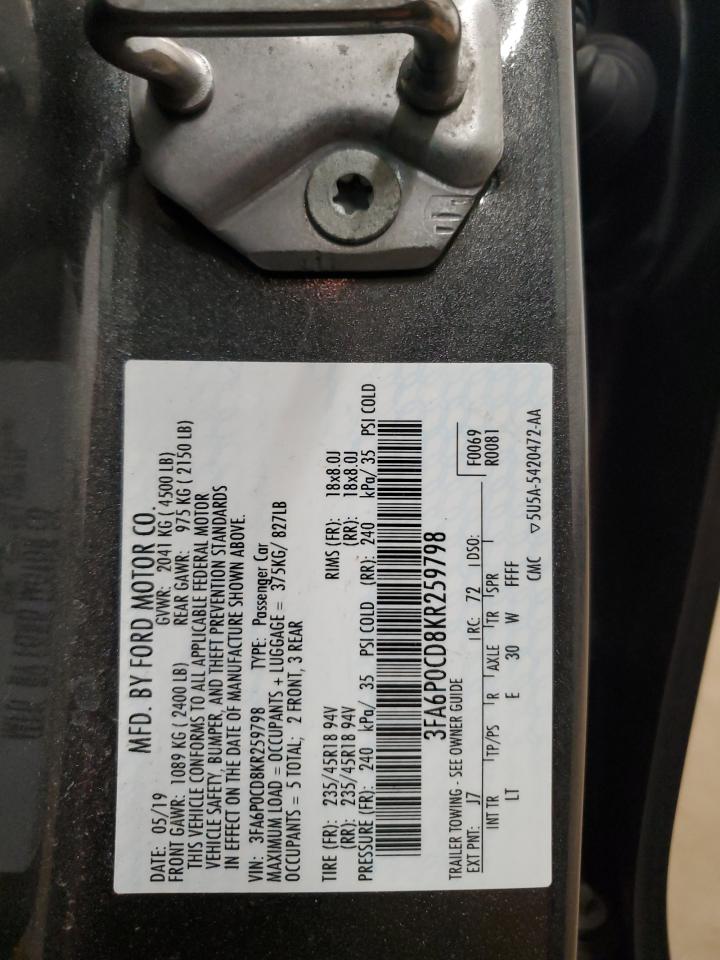 MFD. BY FORD MOTOR CO.
DATE: 05/19 GVWR: 2041 KG ( 4500 LB)
FRONT GAWR: 1089 KG ( 2400 LB) REAR GAWR: 975 KG ( 2150 LB)
THIS VEHICLE CONFORMS TO ALL APPLICABLE FEDERAL MOTOR
VEHICLE SAFETY, BUMPER, AND THEFT PREVENTION STANDARDS
IN EFFECT ON THE DATE OF MANUFACTURE SHOWN ABOVE.
VIN: 3FA6P0CD8KR259798 TYPE: Passenger Car
MAXIMUM LOAD = OCCUPANTS + LUGGAGE = 375KG/ 827LB
OCCUPANTS = 5 TOTAL; 2 FRONT, 3 REAR
TIRE (FR): 235/45R18 94V RIMS (FR): 18x8.0J
(RR): 235/45R18 94V (RR): 18x8.0J
PRESSURE (FR): 240 kPa/ 35 PSI COLD (RR): 240 kPa/ 35 PSI COLD
3FA6P0CD8KR259798
TRAILER TOWING - SEE OWNER GUIDE F0069
EXT PNT: J7 RC: 72 DSO: R0081
INT TR TP/PS R AXLE TR SPR
LT E 30 W FFFF
CMC ▽5U5A-5420472-AA